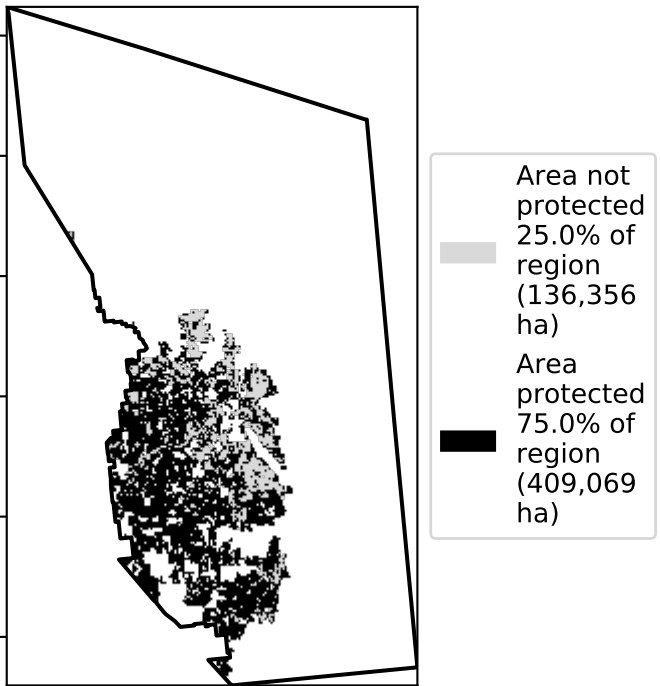 Area not
protected
25.0% of
region
(136,356
ha)
Area
protected
75.0% of
region
(409,069
ha)